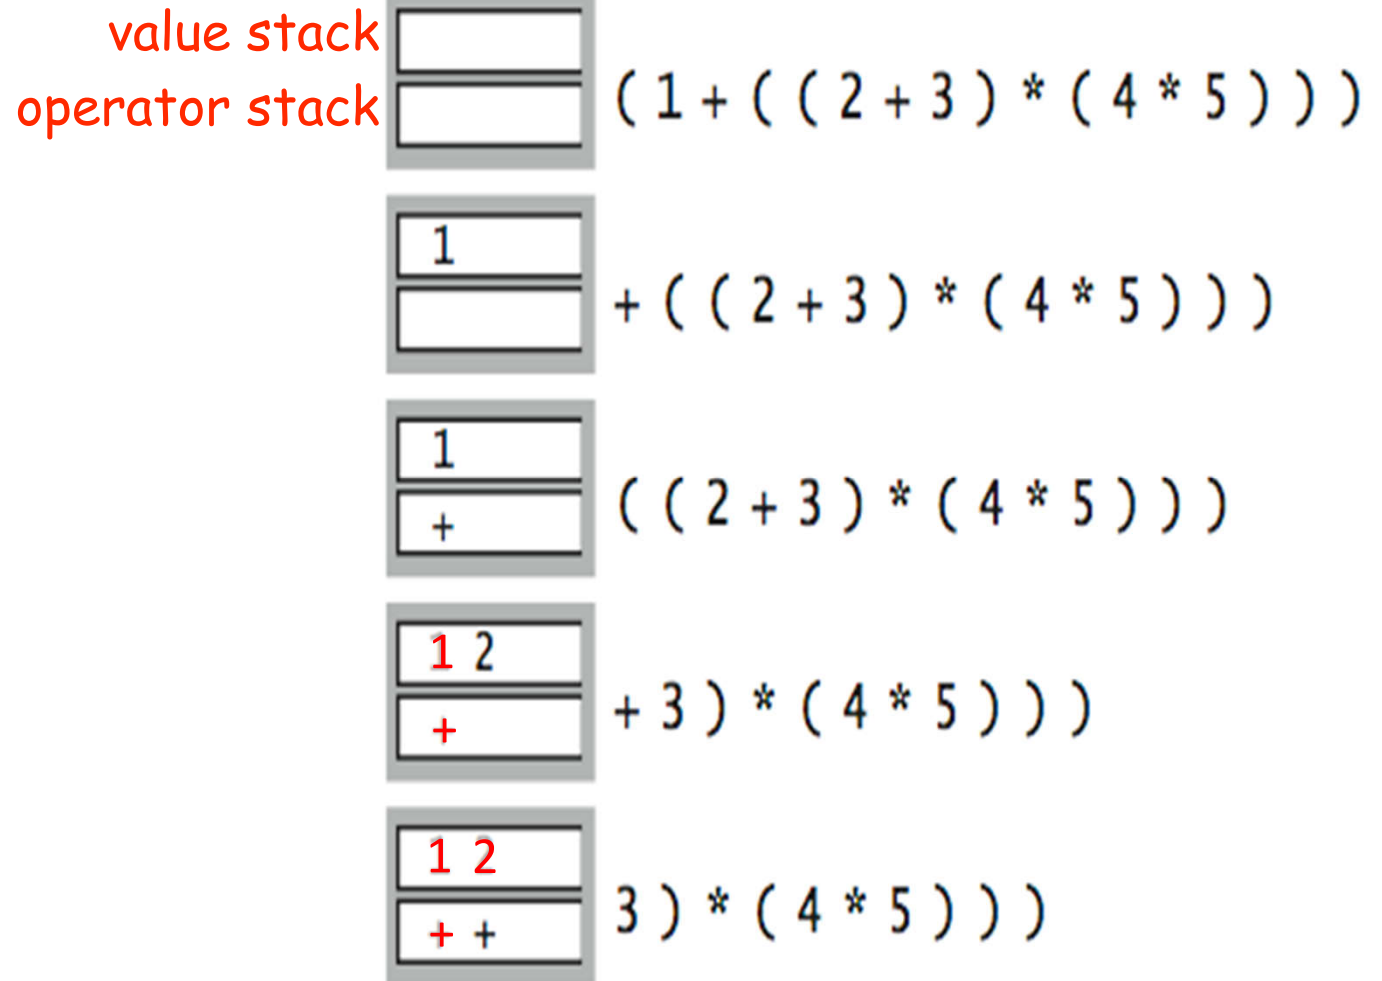 value stack
operator stack
( 1 + ( ( 2 + 3 ) * ( 4 * 5 ) ) )
1
+ ( ( 2 + 3 ) * ( 4 * 5 ) ) )
1
+
( ( 2 + 3 ) * ( 4 * 5 ) ) )
1 2
+
+ 3 ) * ( 4 * 5 ) ) )
1 2
+ +
3 ) * ( 4 * 5 ) ) )